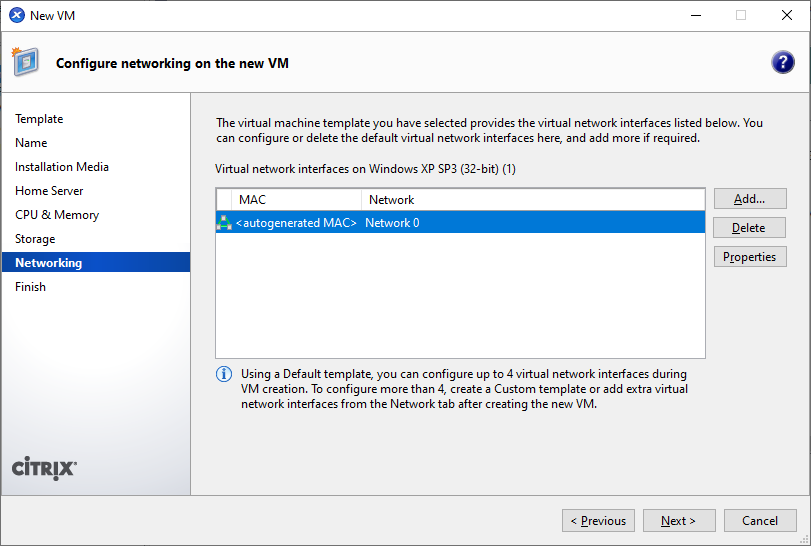 New VM
Configure networking on the new VM
?
Template
Name
Installation Media
Home Server
CPU & Memory
Storage
Networking
Finish
CITRIX
The virtual machine template you have selected provides the virtual network interfaces listed below. You
can configure or delete the default virtual network interfaces here, and add more if required.
Virtual network interfaces on Windows XP SP3 (32-bit) (1)
MAC Network
<autogenerated MAC> Network 0
Add...
Delete
Properties
Using a Default template, you can configure up to 4 virtual network interfaces during
VM creation. To configure more than 4, create a Custom template or add extra virtual
network interfaces from the Network tab after creating the new VM.
< Previous Next > Cancel